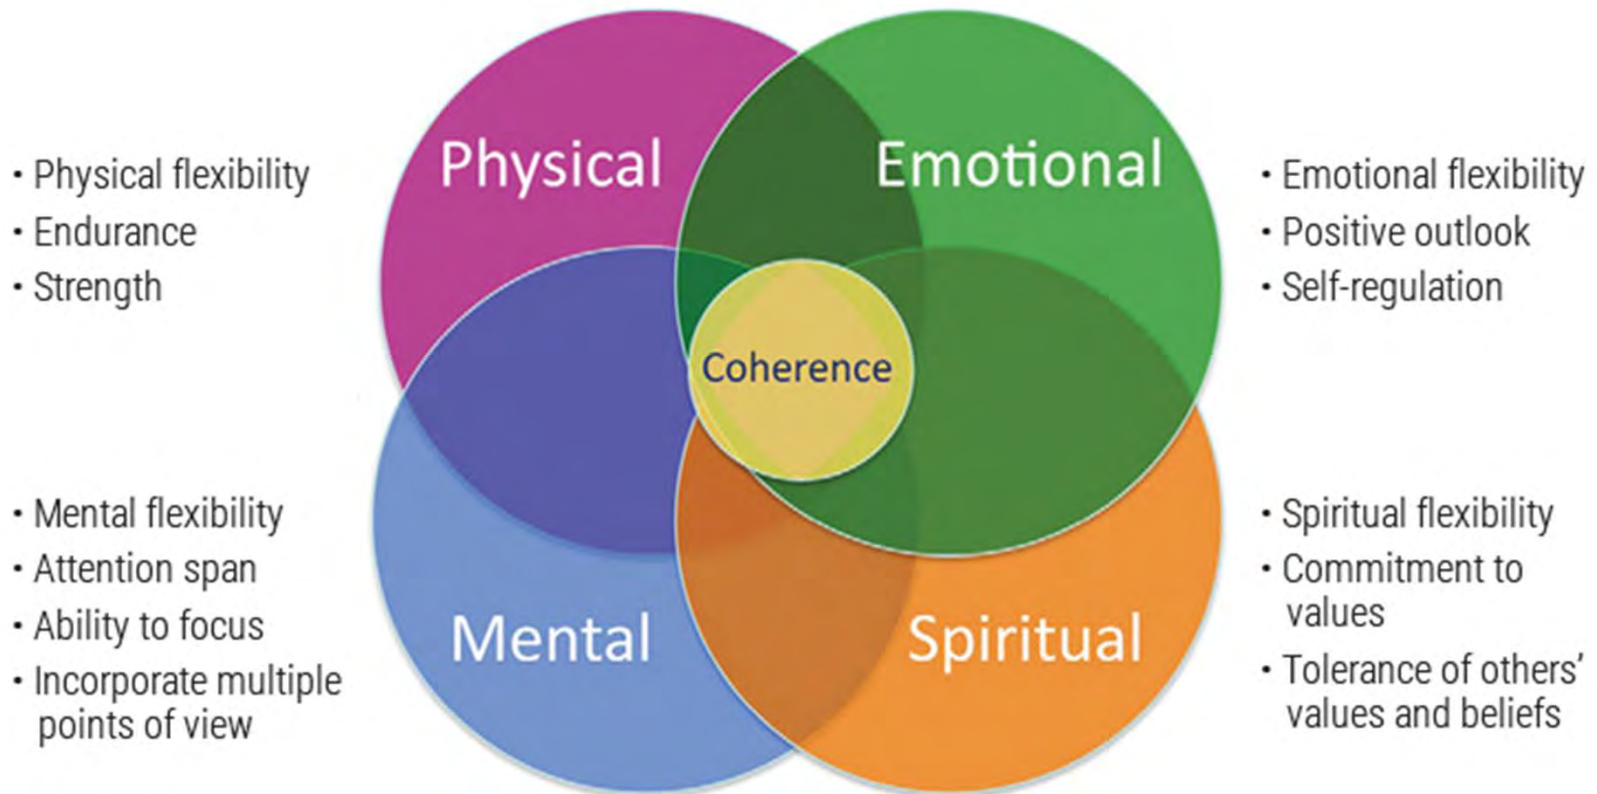 Physical
Emotional
· Physical flexibility
· Endurance
· Strength
· Emotional flexibility
· Positive outlook
· Self-regulation
Coherence
· Mental flexibility
· Attention span
· Ability to focus
· Incorporate multiple
points of view
Mental
Spiritual
· Spiritual flexibility
· Commitment to
values
· Tolerance of others’
values and beliefs